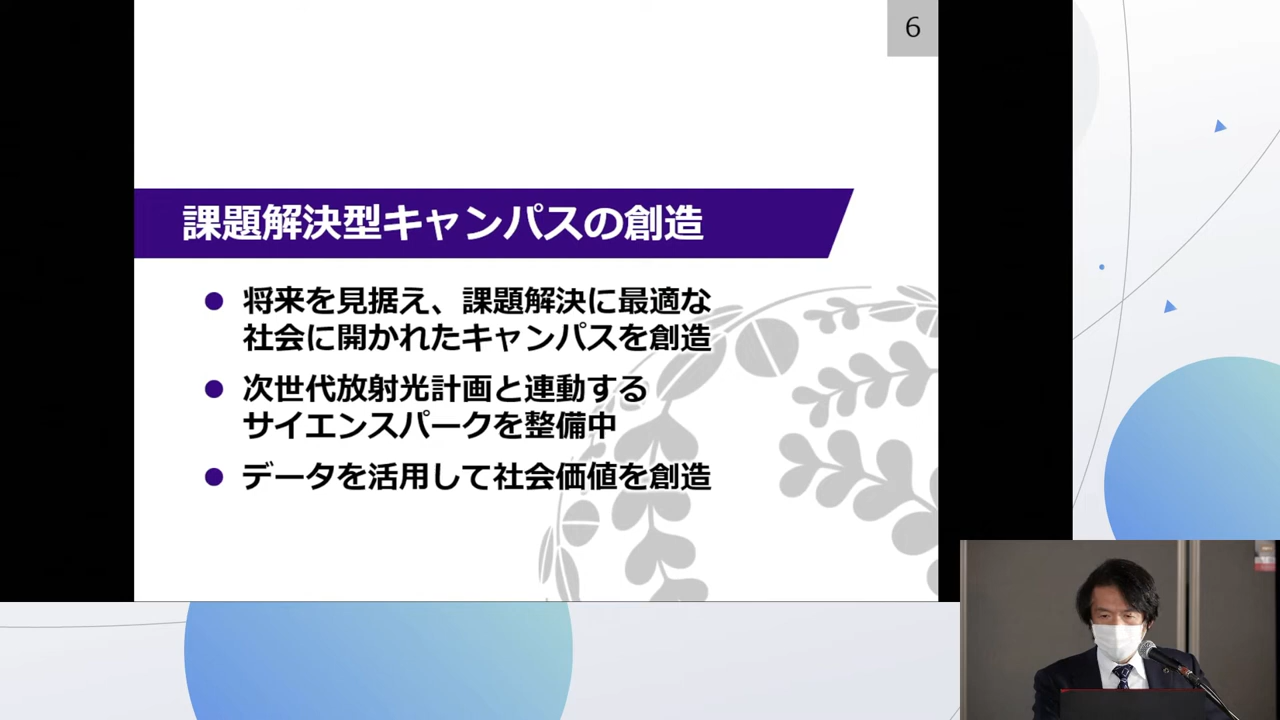 6
課題解決型キャンパスの創造
● 将来を見据え、課題解決に最適な
社会に開かれたキャンパスを創造
● 次世代放射光計画と連動する
サイエンスパークを整備中
● データを活用して社会価値を創造